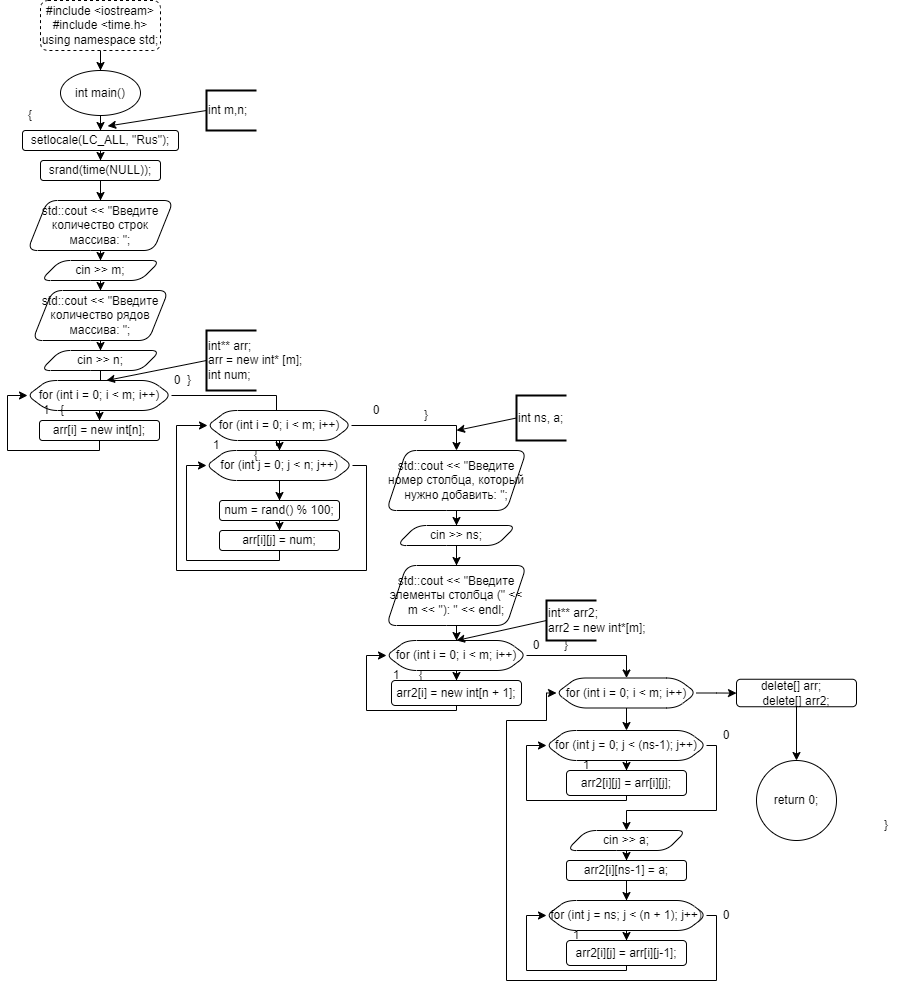 #include <iostream>
#include <time.h>
using namespace std;
int main()
int m,n;
{
setlocale(LC_ALL, "Rus");
srand(time(NULL));
std::cout << "Введите
количество строк
массива: ";
cin >> m;
std::cout << "Введите
количество рядов
массива: ";
cin >> n;
int** arr;
arr = new int* [m];
int num;
for (int i = 0; i < m; i++)
0 }
1 {
arr[i] = new int[n];
for (int i = 0; i < m; i++)
0
}
1
{
for (int j = 0; j < n; j++)
num = rand() % 100;
arr[i][j] = num;
int ns, a;
std::cout << "Введите
номер столбца, который
нужно добавить: ";
cin >> ns;
std::cout << "Введите
элементы столбца (" <<
m << "): " << endl;
int** arr2;
arr2 = new int*[m];
for (int i = 0; i < m; i++)
0 }
1 {
arr2[i] = new int[n + 1];
for (int i = 0; i < m; i++)
delete[] arr;
delete[] arr2;
for (int j = 0; j < (ns-1); j++)
0
1
arr2[i][j] = arr[i][j];
return 0;
}
cin >> a;
arr2[i][ns-1] = a;
for (int j = ns; j < (n + 1); j++)
0
1
arr2[i][j] = arr[i][j-1];